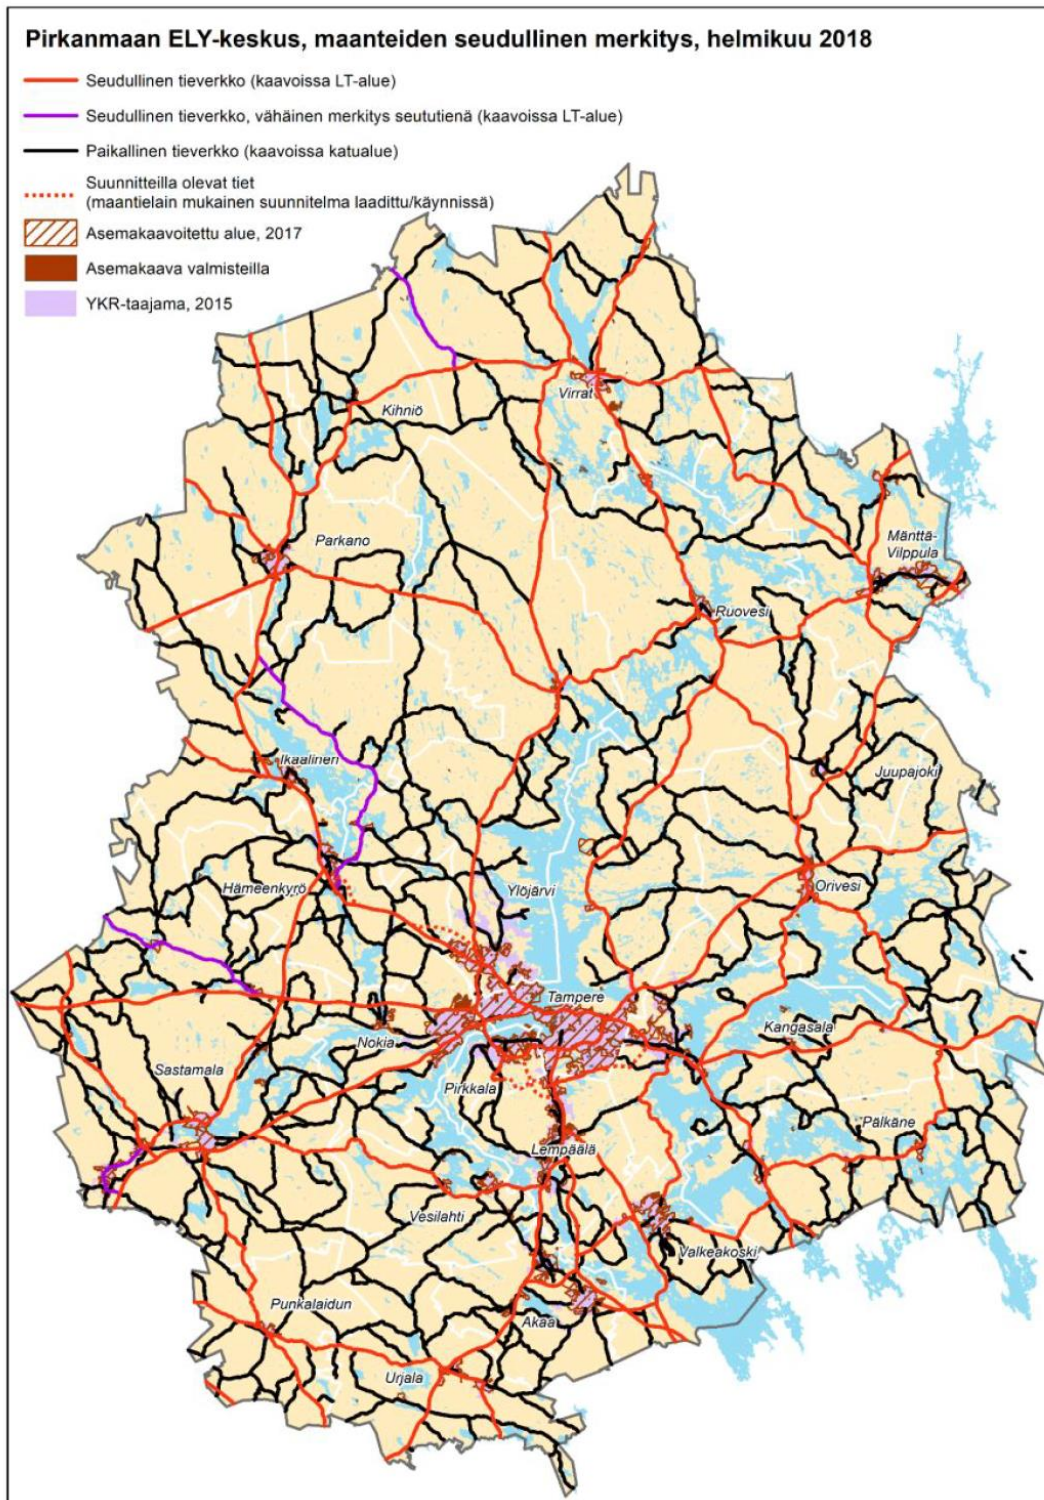 Pirkanmaan ELY-keskus, maanteiden seudullinen merkitys, helmikuu 2018
Seudullinen tieverkko (kaavoissa LT-alue)
Seudullinen tieverkko, vähäinen merkitys seututienä (kaavoissa LT-alue)
Paikallinen tieverkko (kaavoissa katualue)
Suunnitteilla olevat tiet
(maantielain mukainen suunnitelma laadittu/käynnissä)
Asemakaavoitettu alue, 2017
Asemakaava valmisteilla
YKR-taajama, 2015
Virrat
Kihniö
Mänttä-
Vilppula
Parkano
Ruovesi
Ikaalinen
Juupajoki
Hämeenkyrö
Ylöjärvi
Orivesi
Tampere
Kangasala
Nokia
Sastamala
Pirkkala
Pälkäne
Lempäälä
Vesilahti
Valkeakoski
Punkalaidun
Akaa
Urjala